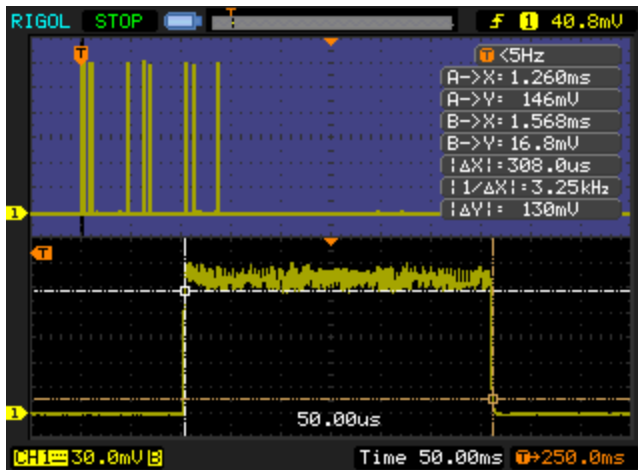 RIGOL STOP T f 1 40.8mV
T
T <5Hz
A->X: 1.260ms
A->Y: 146mV
B->X: 1.568ms
B->Y: 16.8mV
|ΔX|: 308.0us
|1/ΔX|: 3.25kHz
|ΔY|: 130mV
1
T
1
50.00us
CH1 30.0mV B Time 50.00ms T→250.0ms